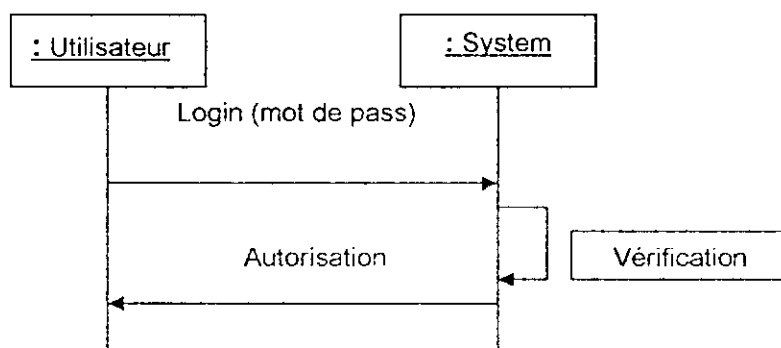 : Utilisateur
: System
Login (mot de pass)
Autorisation
Vérification